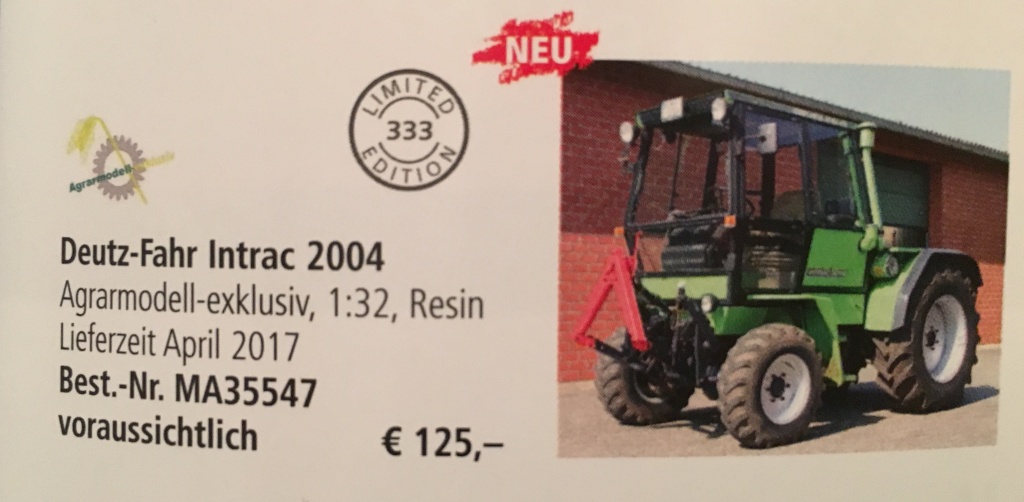 NEU
LIMITED
333
EDITION
Agrarmodell
Deutz-Fahr Intrac 2004
Agrarmodell-exklusiv, 1:32, Resin
Lieferzeit April 2017
Best.-Nr. MA35547
voraussichtlich € 125,–